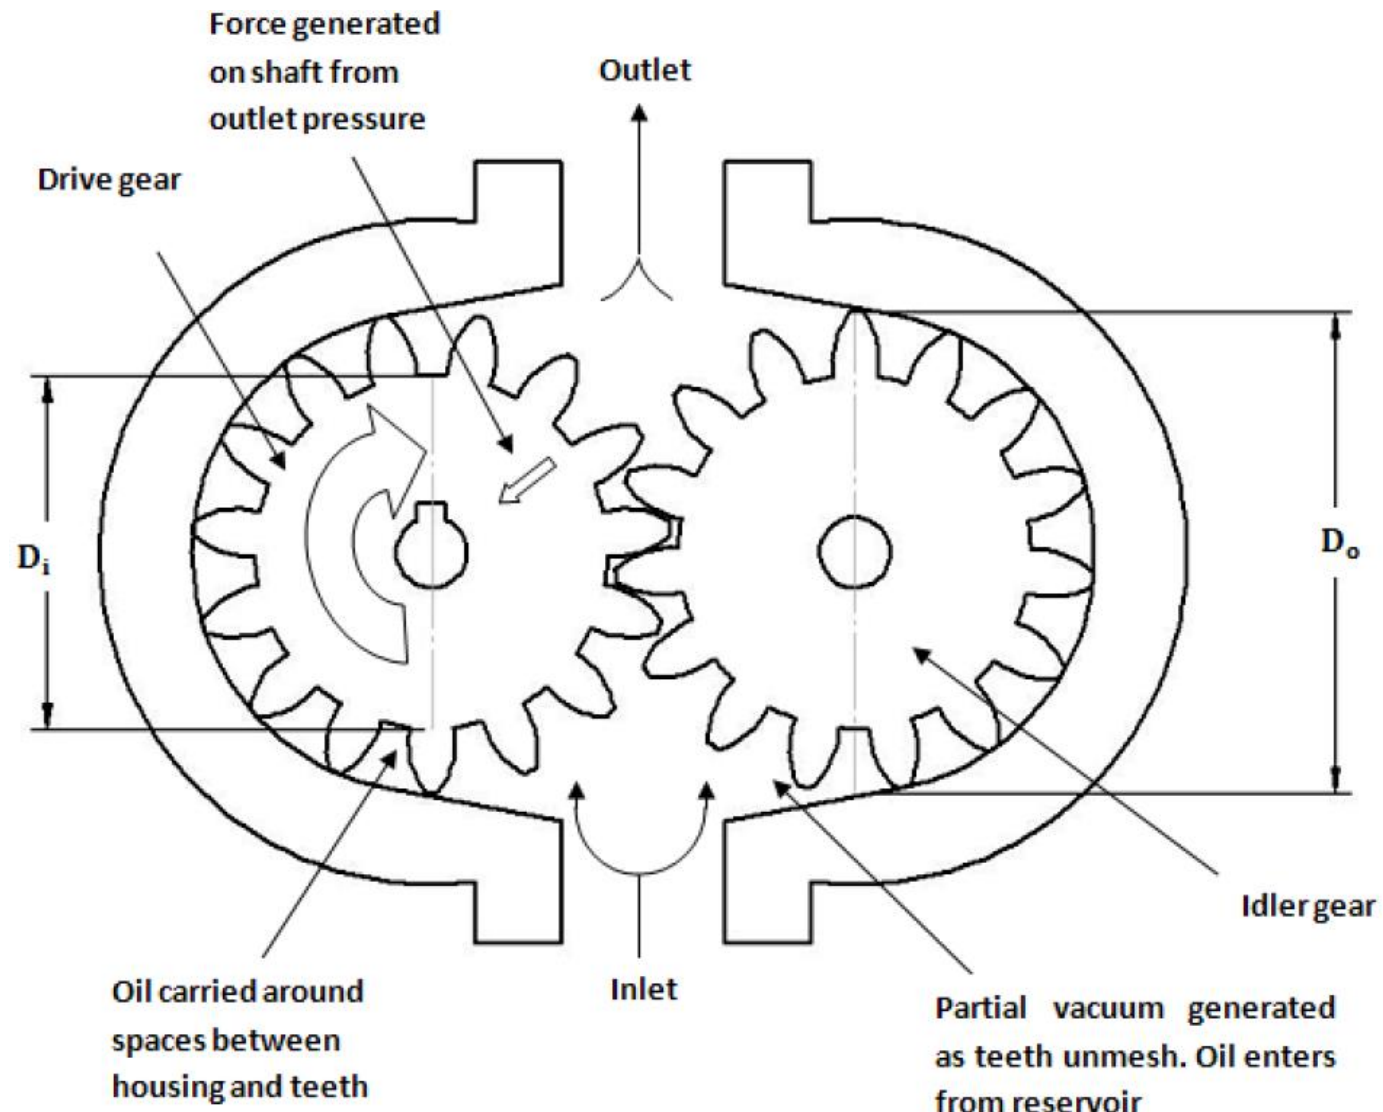 Force generated
on shaft from
outlet pressure
Outlet
Drive gear
Di
Do
Idler gear
Inlet
Oil carried around
spaces between
housing and teeth
Partial vacuum generated
as teeth unmesh. Oil enters
from reservoir